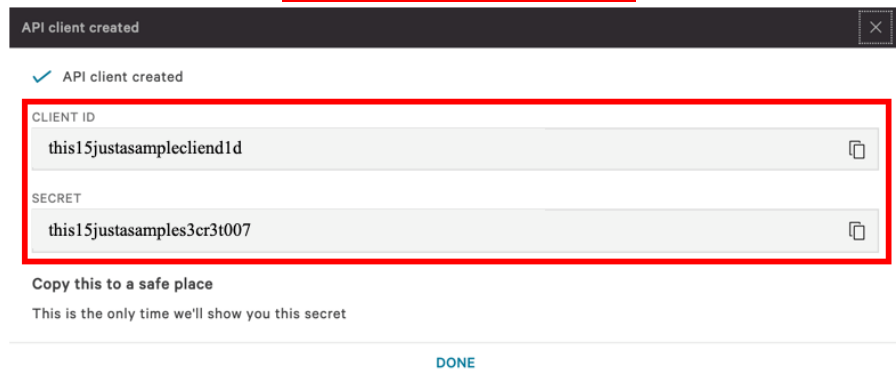 API client created
API client created
CLIENT ID
this15justasamplecliend1d
SECRET
this15justasamples3cr3t007
Copy this to a safe place
This is the only time we'll show you this secret
DONE